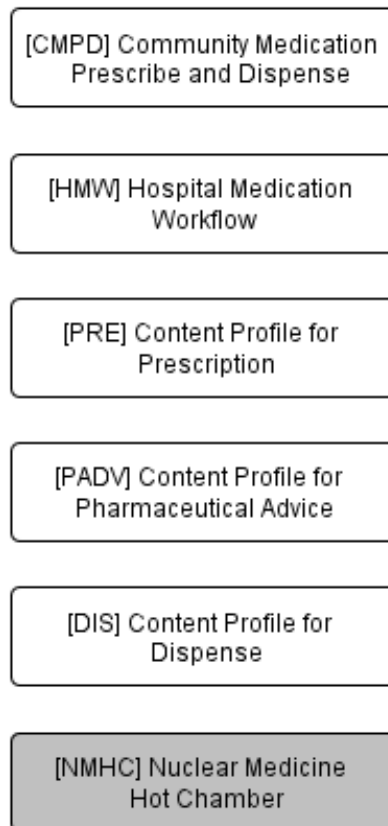 [CMPD] Community Medication
Prescribe and Dispense
[HMW] Hospital Medication
Workflow
[PRE] Content Profile for
Prescription
[PADV] Content Profile for
Pharmaceutical Advice
[DIS] Content Profile for
Dispense
[NMHC] Nuclear Medicine
Hot Chamber